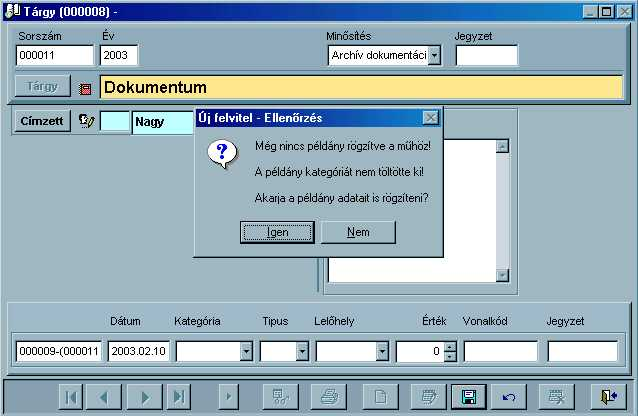 Tárgy (000008) -
Sorszám Év Minősítés Jegyzet
000011 2003 Archív dokumentáci
Tárgy Dokumentum
Címzett Nagy
Új felvitel - Ellenőrzés
Még nincs példány rögzítve a műhöz!
A példány kategóriát nem töltötte ki!
Akarja a példány adatait is rögzíteni?
Igen Nem
Dátum Kategória Tipus Lelőhely Érték Vonalkód Jegyzet
000009-(000011 2003.02.10 0